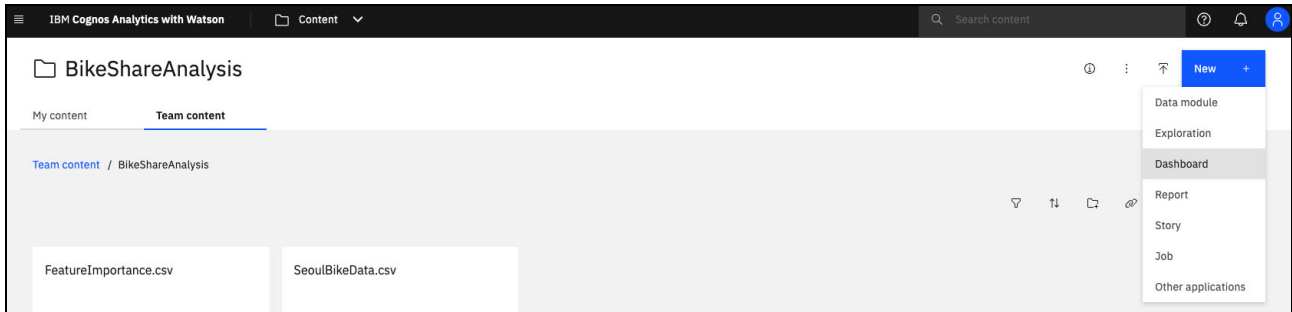 IBM Cognos Analytics with Watson
Content
Search content
BikeShareAnalysis
New +
My content
Team content
Team content / BikeShareAnalysis
Data module
Exploration
Dashboard
Report
Story
Job
Other applications
FeatureImportance.csv
SeoulBikeData.csv